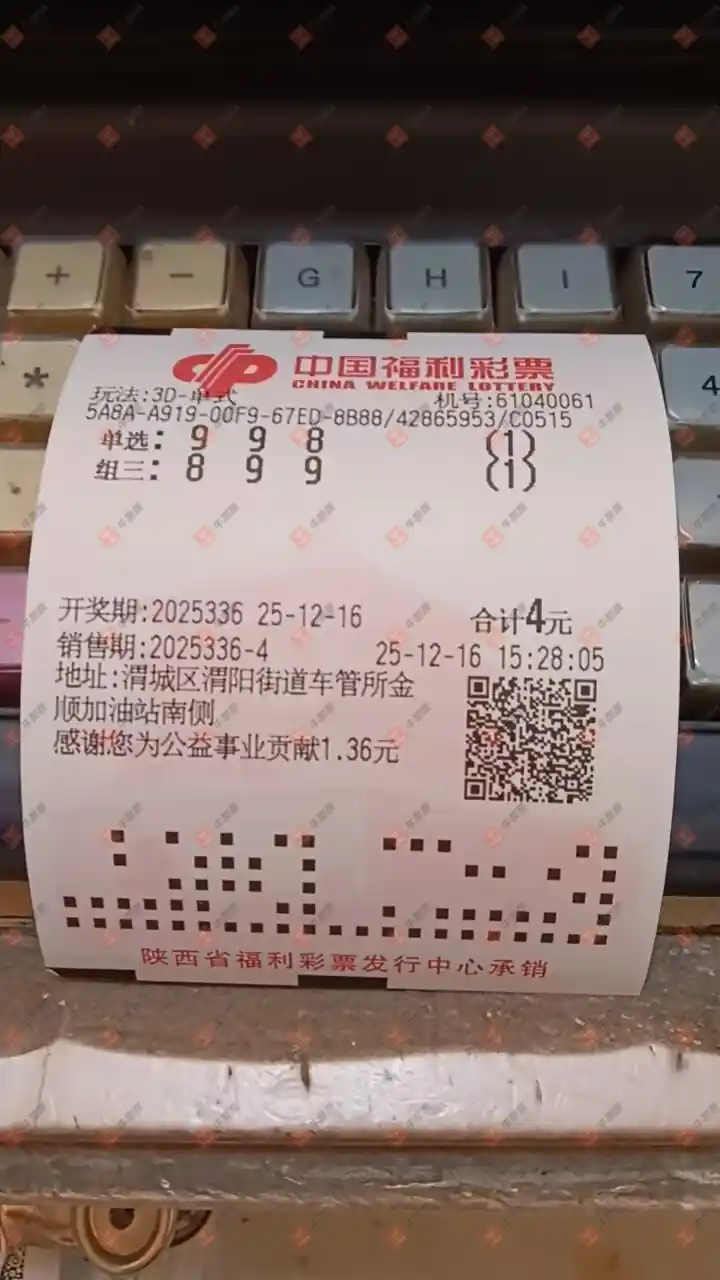 + - G H I 7
* 4
中国福利彩票
CHINA WELFARE LOTTERY
玩法:3D-单式 机号:61040061
5A8A-A919-00F9-67ED-8B88/42865953/C0515
单选: 9 9 8 (1)
组三: 8 9 9 (1)
开奖期:2025336 25-12-16 合计4元
销售期:2025336-4 25-12-16 15:28:05
地址:渭城区渭阳街道车管所金
顺加油站南侧
感谢您为公益事业贡献1.36元
陕西省福利彩票发行中心承销